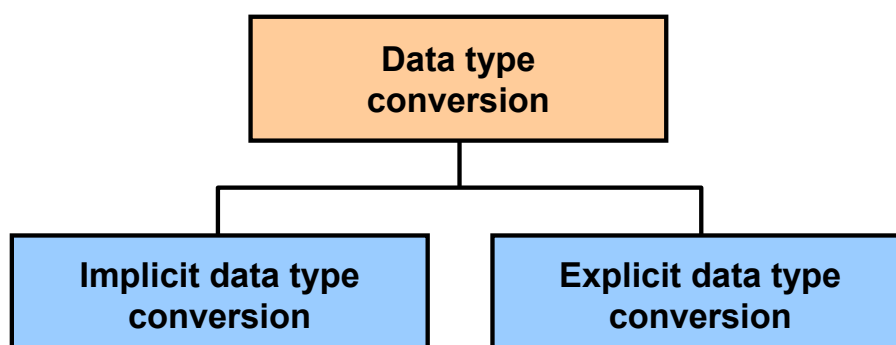 Data type
conversion
Implicit data type
conversion
Explicit data type
conversion